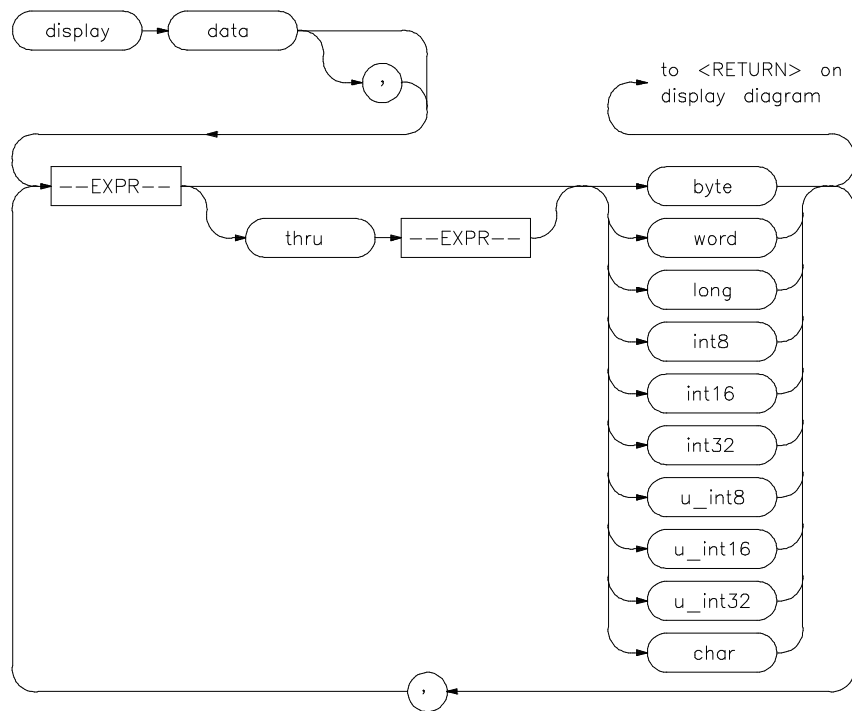 display data
,
to <RETURN> on
display diagram
--EXPR-- byte
thru --EXPR-- word
long
int8
int16
int32
u_int8
u_int16
u_int32
char
,